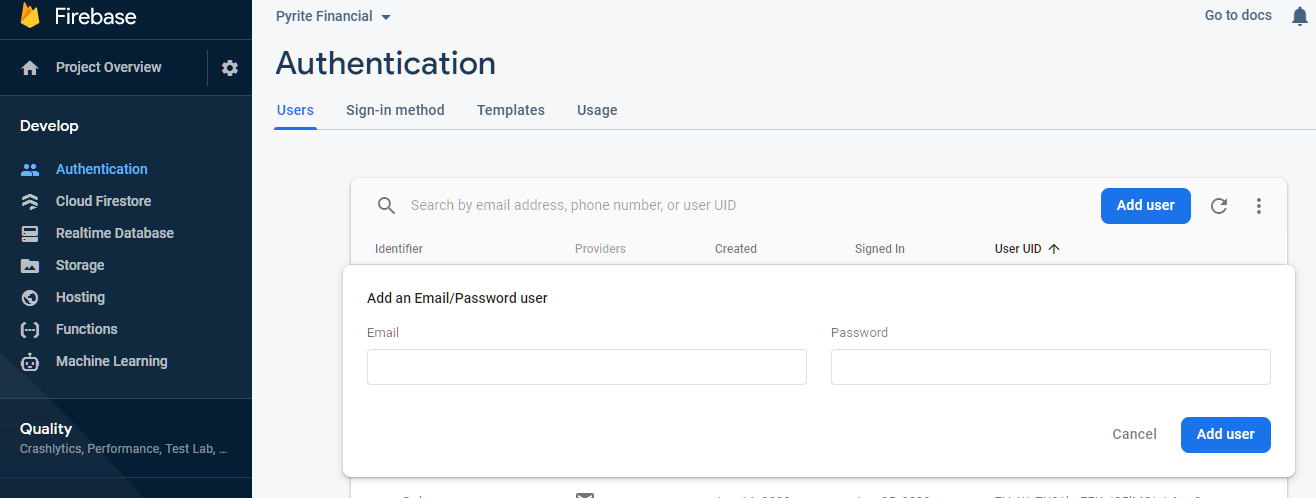 Firebase
Pyrite Financial
Go to docs
Project Overview
Authentication
Users Sign-in method Templates Usage
Develop
Authentication
Cloud Firestore
Realtime Database
Storage
Hosting
Functions
Machine Learning
Quality
Crashlytics, Performance, Test Lab, ...
Search by email address, phone number, or user UID
Add user
Identifier Providers Created Signed In User UID
Add an Email/Password user
Email Password
Cancel Add user